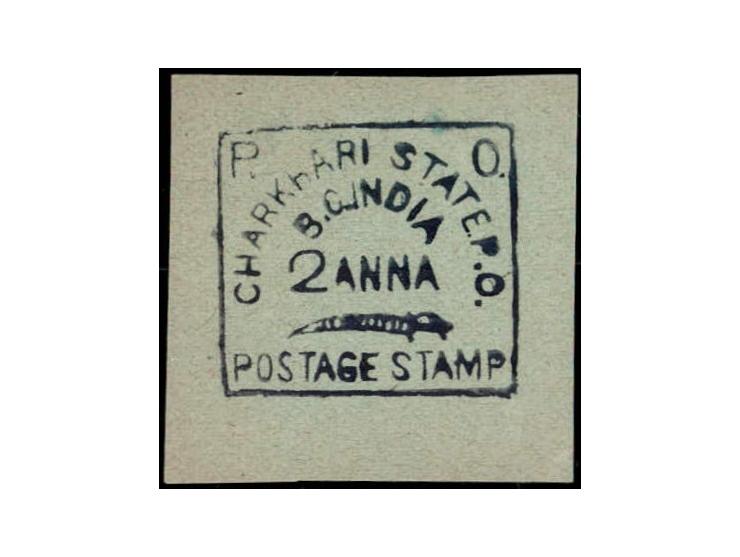 P. O.
CHARKHARI STATE.P.O.
B.C.INDIA
2 ANNA
POSTAGE STAMP